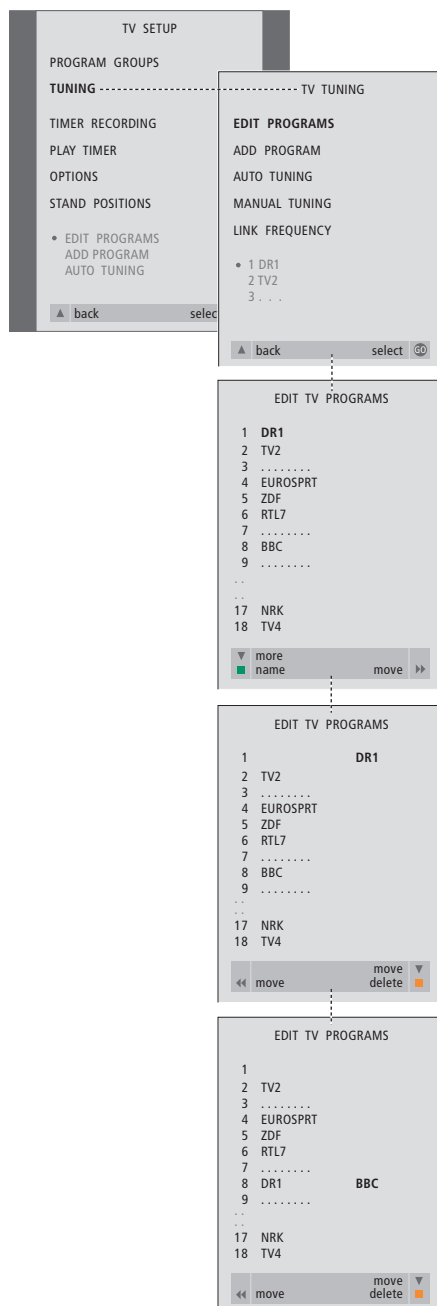 TV SETUP
PROGRAM GROUPS
TUNING
TIMER RECORDING
PLAY TIMER
OPTIONS
STAND POSITIONS
• EDIT PROGRAMS
ADD PROGRAM
AUTO TUNING
▲ back selec
TV TUNING
EDIT PROGRAMS
ADD PROGRAM
AUTO TUNING
MANUAL TUNING
LINK FREQUENCY
• 1 DR1
2 TV2
3 . . .
▲ back select GO
EDIT TV PROGRAMS
1 DR1
2 TV2
3 ........
4 EUROSPRT
5 ZDF
6 RTL7
7 ........
8 BBC
9 ........
. .
. .
17 NRK
18 TV4
▼ more
name move
EDIT TV PROGRAMS
1 DR1
2 TV2
3 ........
4 EUROSPRT
5 ZDF
6 RTL7
7 ........
8 BBC
9 ........
. .
. .
17 NRK
18 TV4
move ▼
move delete
EDIT TV PROGRAMS
1
2 TV2
3 ........
4 EUROSPRT
5 ZDF
6 RTL7
7 ........
8 DR1 BBC
9 ........
. .
. .
17 NRK
18 TV4
move ▼
move delete